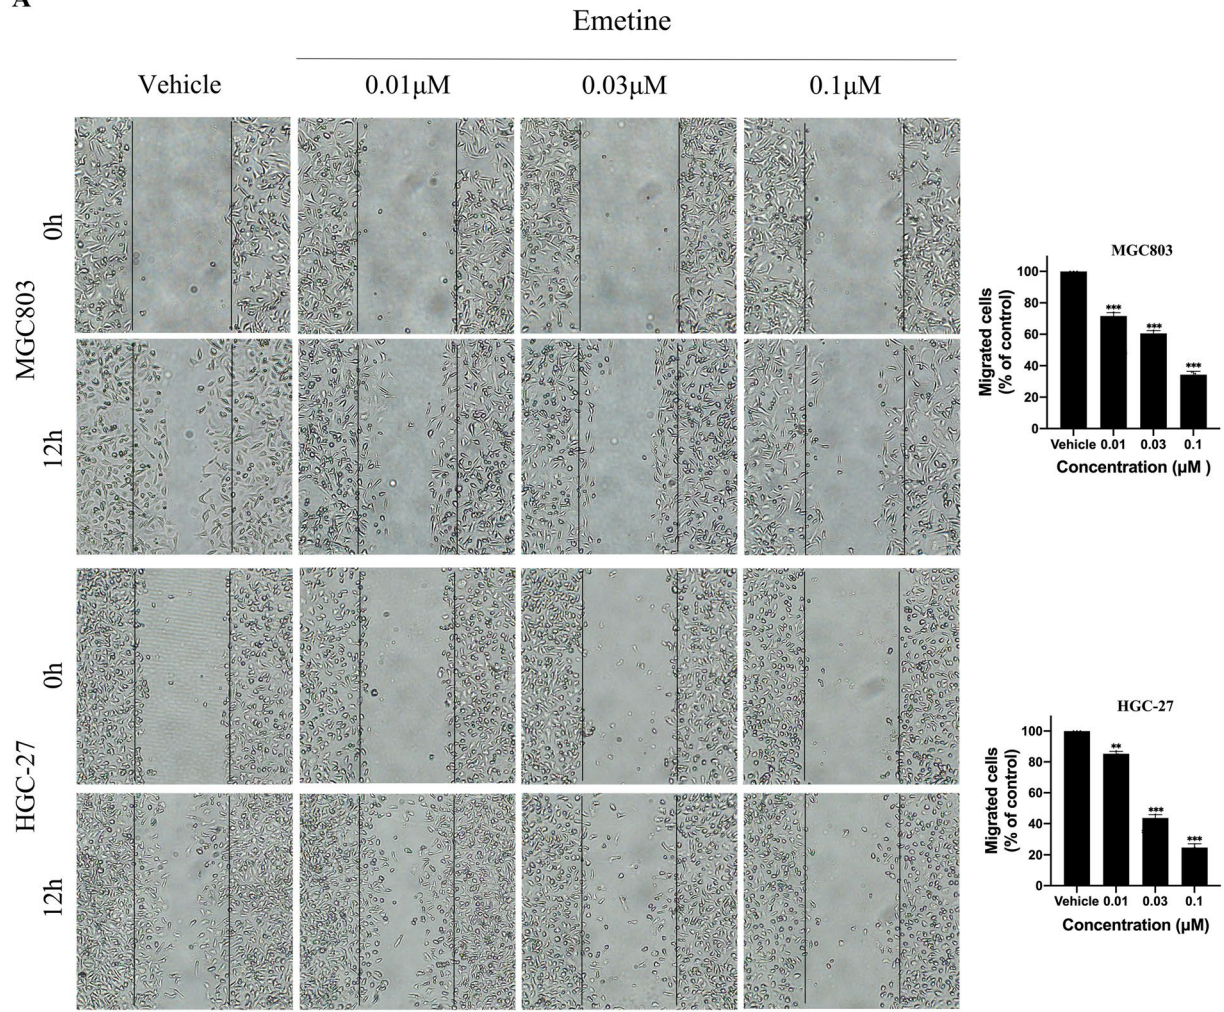 A
Emetine
Vehicle
0.01μM
0.03μM
0.1μM
MGC803
0h
12h
HGC-27
0h
12h
MGC803
Migrated cells
(% of control)
100
80
60
40
20
0
***
***
***
Vehicle 0.01 0.03 0.1
Concentration (μM )
HGC-27
Migrated cells
(% of control)
100
80
60
40
20
0
**
***
***
Vehicle 0.01 0.03 0.1
Concentration (μM)